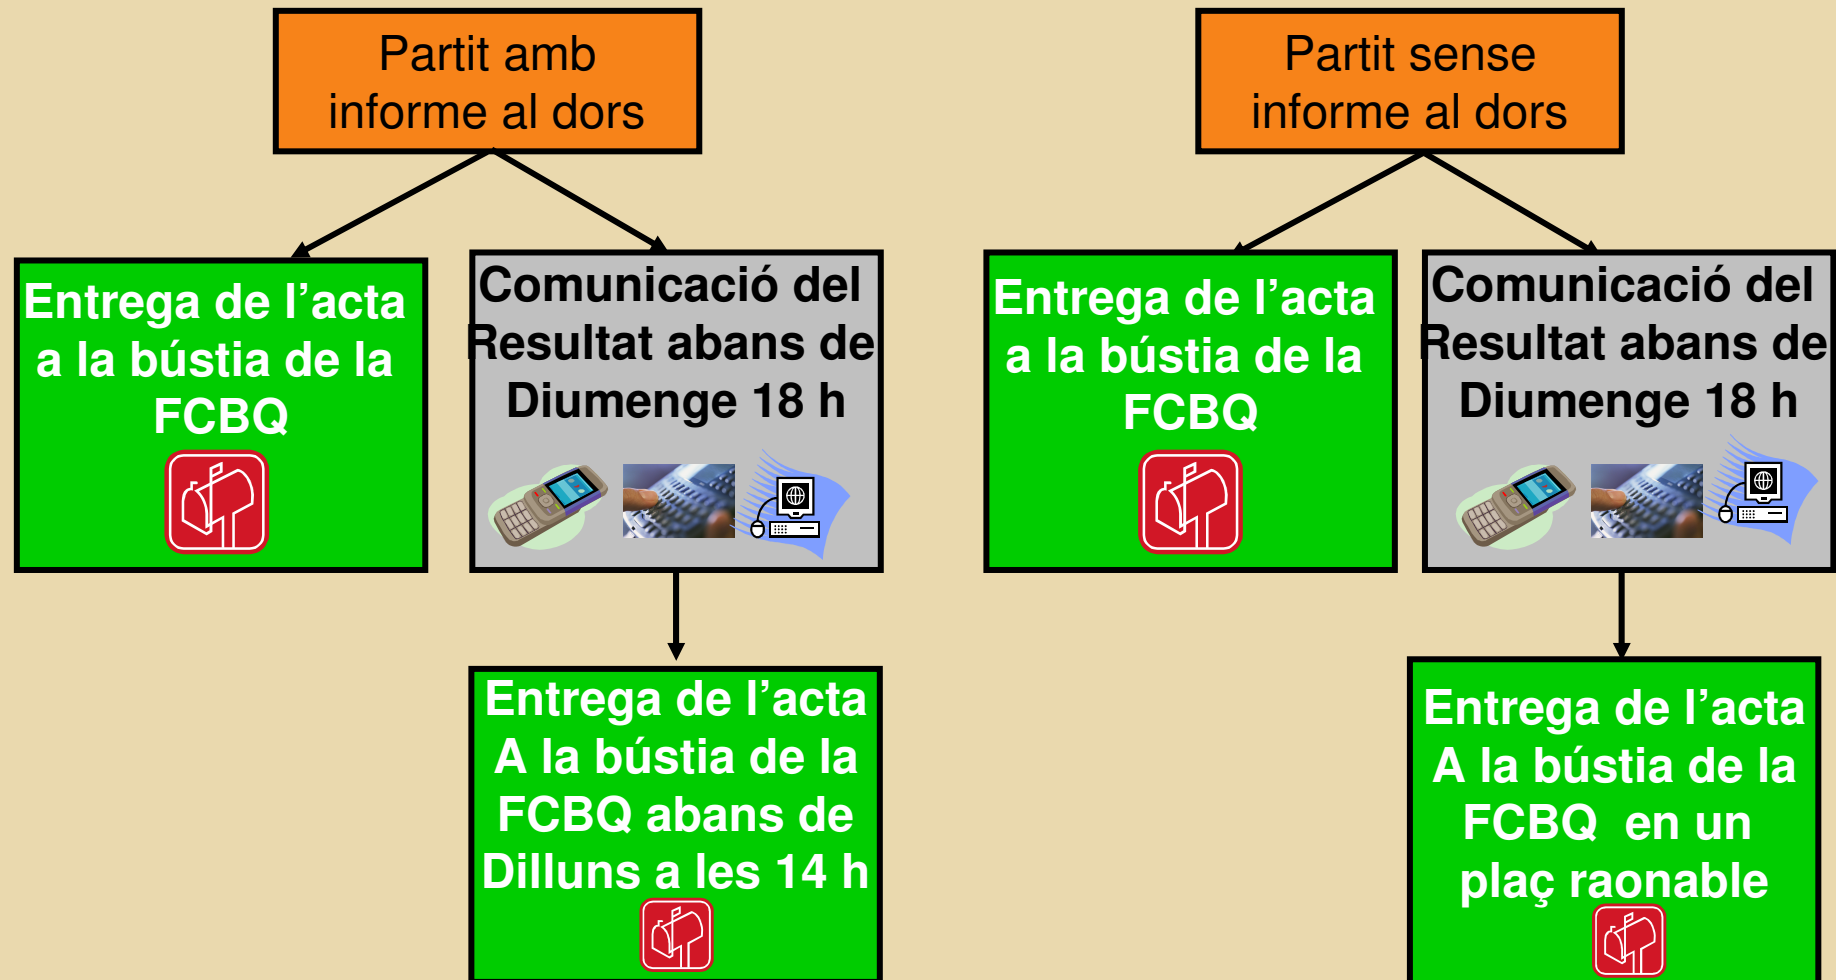 Partit amb
informe al dors
Partit sense
informe al dors
Entrega de l’acta
a la bústia de la
FCBQ
Comunicació del
Resultat abans de
Diumenge 18 h
Entrega de l’acta
a la bústia de la
FCBQ
Comunicació del
Resultat abans de
Diumenge 18 h
Entrega de l’acta
A la bústia de la
FCBQ abans de
Dilluns a les 14 h
Entrega de l’acta
A la bústia de la
FCBQ en un
plaç raonable